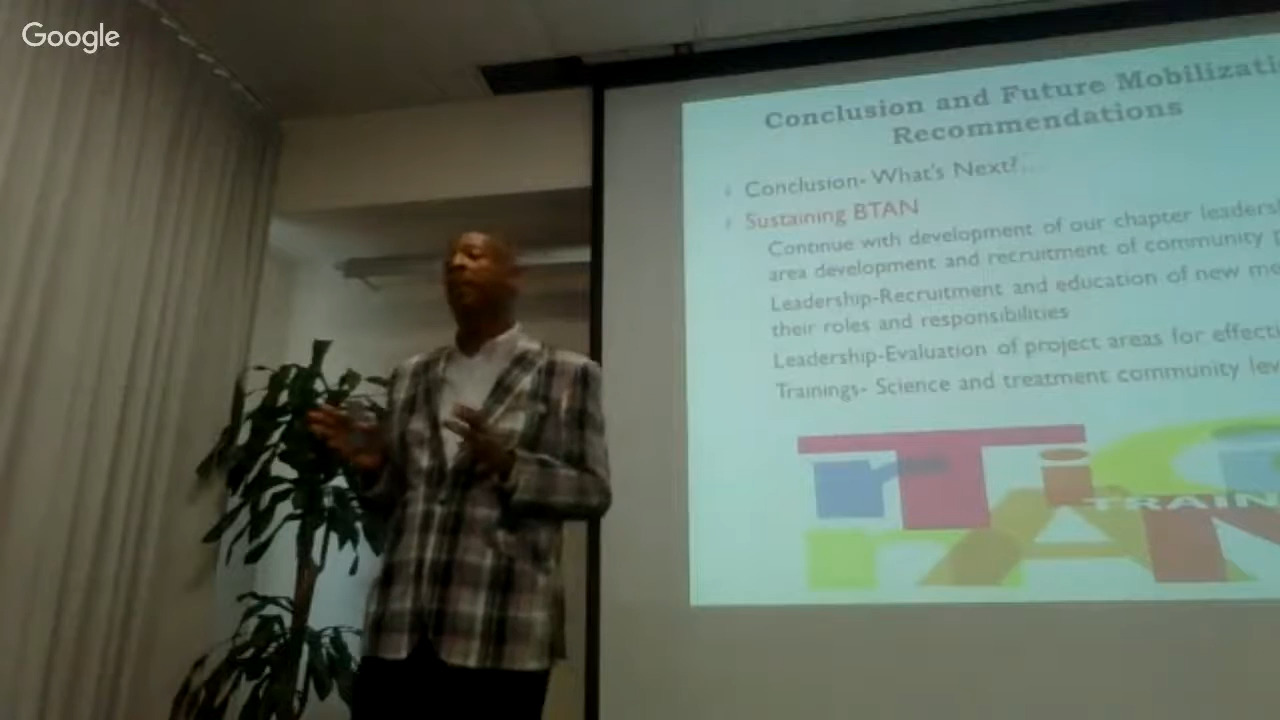 Google
Conclusion and Future Mobilizati
Recommendations
Conclusion- What's Next?...
Sustaining BTAN
Continue with development of our chapter leaders
area development and recruitment of community
Leadership-Recruitment and education of new
their roles and responsibilities
Leadership-Evaluation of project areas for effecti
Trainings- Science and treatment community lev
TRAIN